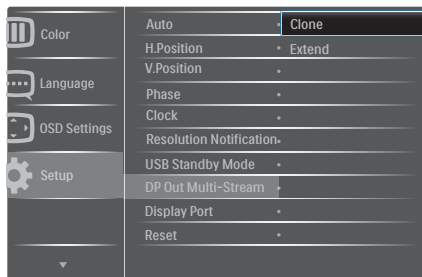 Color
Language
OSD Settings
Setup
Auto
H.Position
V.Position
Phase
Clock
Resolution Notification
USB Standby Mode
DP Out Multi-Stream
Display Port
Reset
Clone
Extend